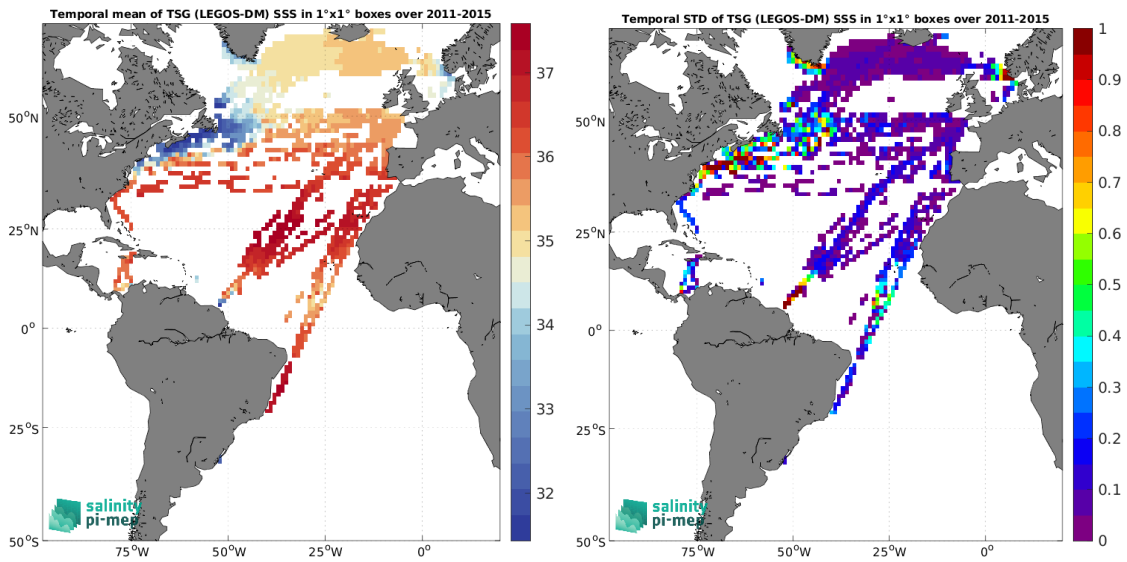 Temporal mean of TSG (LEGOS-DM) SSS in 1°x1° boxes over 2011-2015
50°N
25°N
0°
25°S
50°S
75°W
50°W
25°W
0°
37
36
35
34
33
32
salinity
pi-mep
Temporal STD of TSG (LEGOS-DM) SSS in 1°x1° boxes over 2011-2015
50°N
25°N
0°
25°S
50°S
75°W
50°W
25°W
0°
1
0.9
0.8
0.7
0.6
0.5
0.4
0.3
0.2
0.1
0
salinity
pi-mep